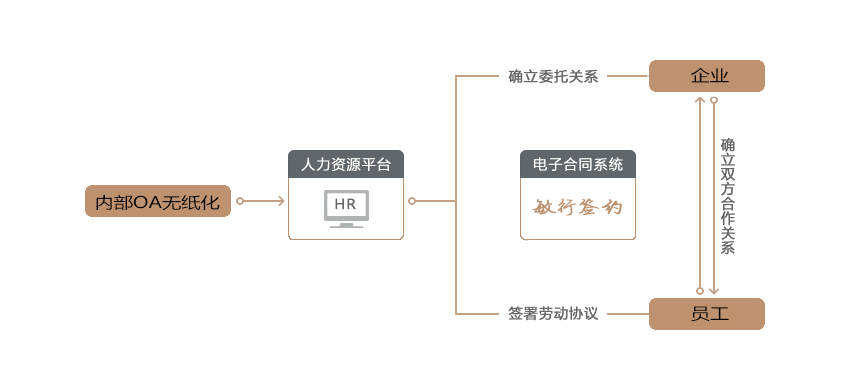 确立委托关系
企业
人力资源平台
电子合同系统
内部OA无纸化
HR
敏行签约
确立双方合作关系
签署劳动协议
员工